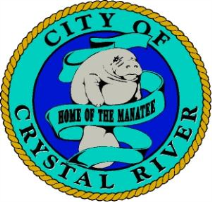 CITY OF
HOME OF THE MANATEE
CRYSTAL RIVER